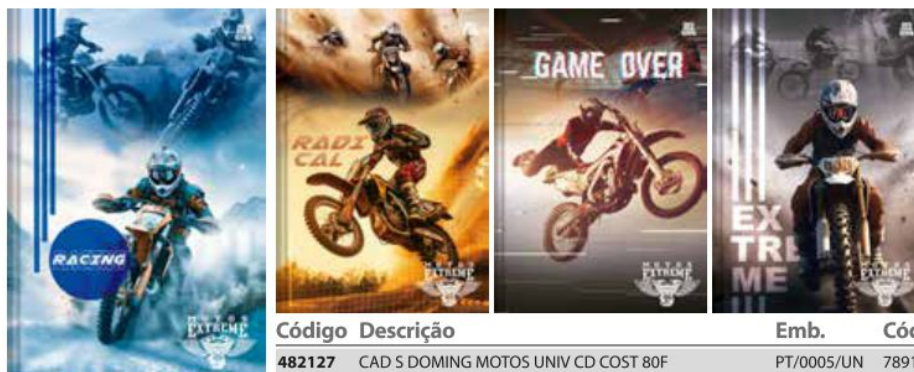 RACING
MOTOS
EXTREME
RADI
CAL
MOTOS
EXTREME
GAME OVER
MOTOS
EXTREME
EX
TRE
ME
MOTOS
EXTREME
Código Descrição Emb. Cód
482127 CAD S DOMING MOTOS UNIV CD COST 80F PT/0005/UN 7891